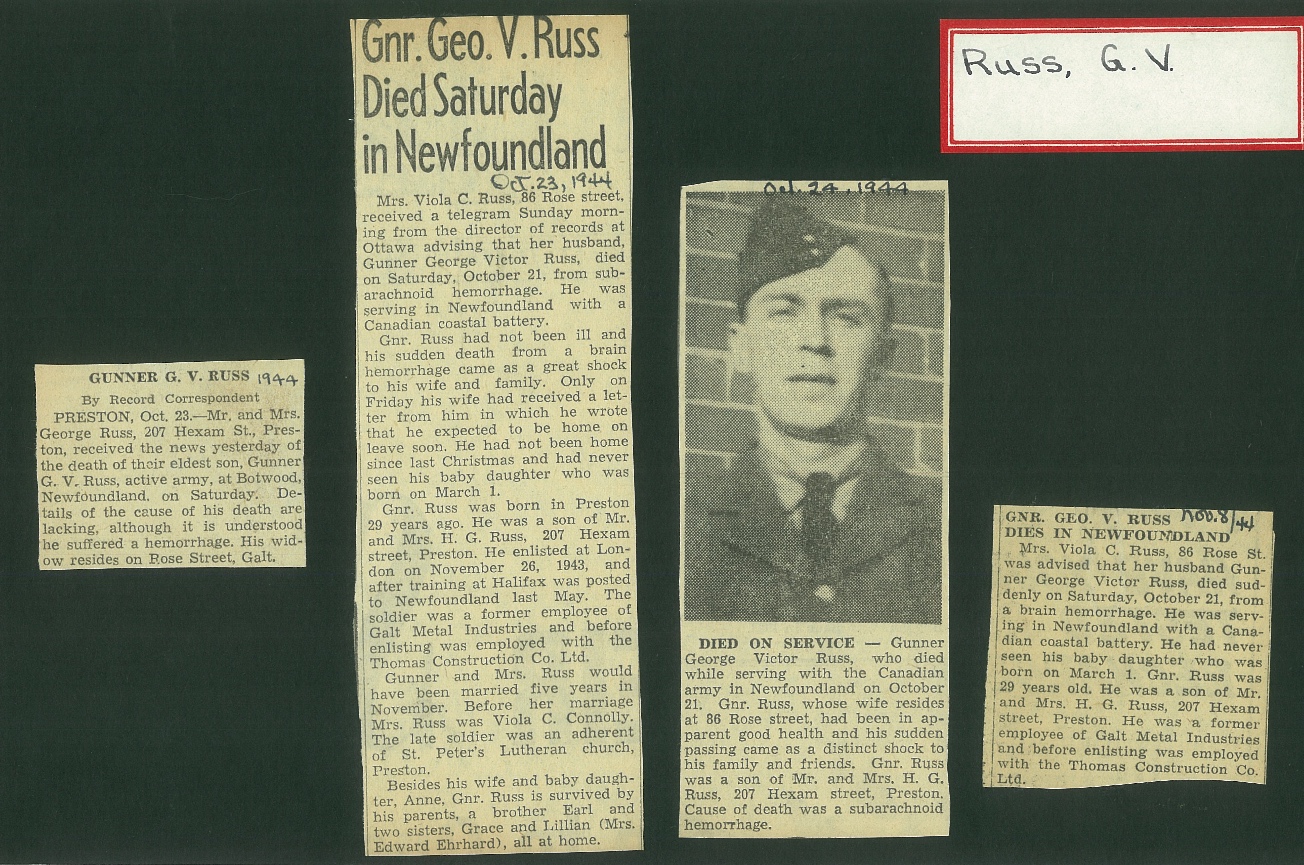 GUNNER G. V. RUSS 1944
By Record Correspondent
PRESTON, Oct. 23.—Mr. and Mrs.
George Russ, 207 Hexam St., Pres-
ton, received the news yesterday of
the death of their eldest son, Gunner
G. V. Russ, active army, at Botwood,
Newfoundland, on Saturday. De-
tails of the cause of his death are
lacking, although it is understood
he suffered a hemorrhage. His wid-
ow resides on Rose Street, Galt.
Gnr. Geo. V. Russ
Died Saturday
in Newfoundland
Oct. 23, 1944
Mrs. Viola C. Russ, 86 Rose street,
received a telegram Sunday morn-
ing from the director of records at
Ottawa advising that her husband,
Gunner George Victor Russ, died
on Saturday, October 21, from sub-
arachnoid hemorrhage. He was
serving in Newfoundland with a
Canadian coastal battery.
Gnr. Russ had not been ill and
his sudden death from a brain
hemorrhage came as a great shock
to his wife and family. Only on
Friday his wife had received a let-
ter from him in which he wrote
that he expected to be home on
leave soon. He had not been home
since last Christmas and had never
seen his baby daughter who was
born on March 1.
Gnr. Russ was born in Preston
29 years ago. He was a son of Mr.
and Mrs. H. G. Russ, 207 Hexam
street, Preston. He enlisted at Lon-
don on November 26, 1943, and
after training at Halifax was posted
to Newfoundland last May. The
soldier was a former employee of
Galt Metal Industries and before
enlisting was employed with the
Thomas Construction Co. Ltd.
Gunner and Mrs. Russ would
have been married five years in
November. Before her marriage
Mrs. Russ was Viola C. Connolly.
The late soldier was an adherent
of St. Peter's Lutheran church,
Preston.
Besides his wife and baby daugh-
ter, Anne, Gnr. Russ is survived by
his parents, a brother Earl and
two sisters, Grace and Lillian (Mrs.
Edward Ehrhard), all at home.
Oct. 24, 1944
DIED ON SERVICE — Gunner
George Victor Russ, who died
while serving with the Canadian
army in Newfoundland on October
21. Gnr. Russ, whose wife resides
at 86 Rose street, had been in ap-
parent good health and his sudden
passing came as a distinct shock to
his family and friends. Gnr. Russ
was a son of Mr. and Mrs. H. G.
Russ, 207 Hexam street, Preston.
Cause of death was a subarachnoid
hemorrhage.
Russ, G. V.
GNR. GEO. V. RUSS Nov. 8/44
DIES IN NEWFOUNDLAND
Mrs. Viola C. Russ, 86 Rose St.
was advised that her husband Gun-
ner George Victor Russ, died sud-
denly on Saturday, October 21, from
a brain hemorrhage. He was serv-
ing in Newfoundland with a Cana-
dian coastal battery. He had never
seen his baby daughter who was
born on March 1. Gnr. Russ was
29 years old. He was a son of Mr.
and Mrs. H. G. Russ, 207 Hexam
street, Preston. He was a former
employee of Galt Metal Industries
and before enlisting was employed
with the Thomas Construction Co.
Ltd.